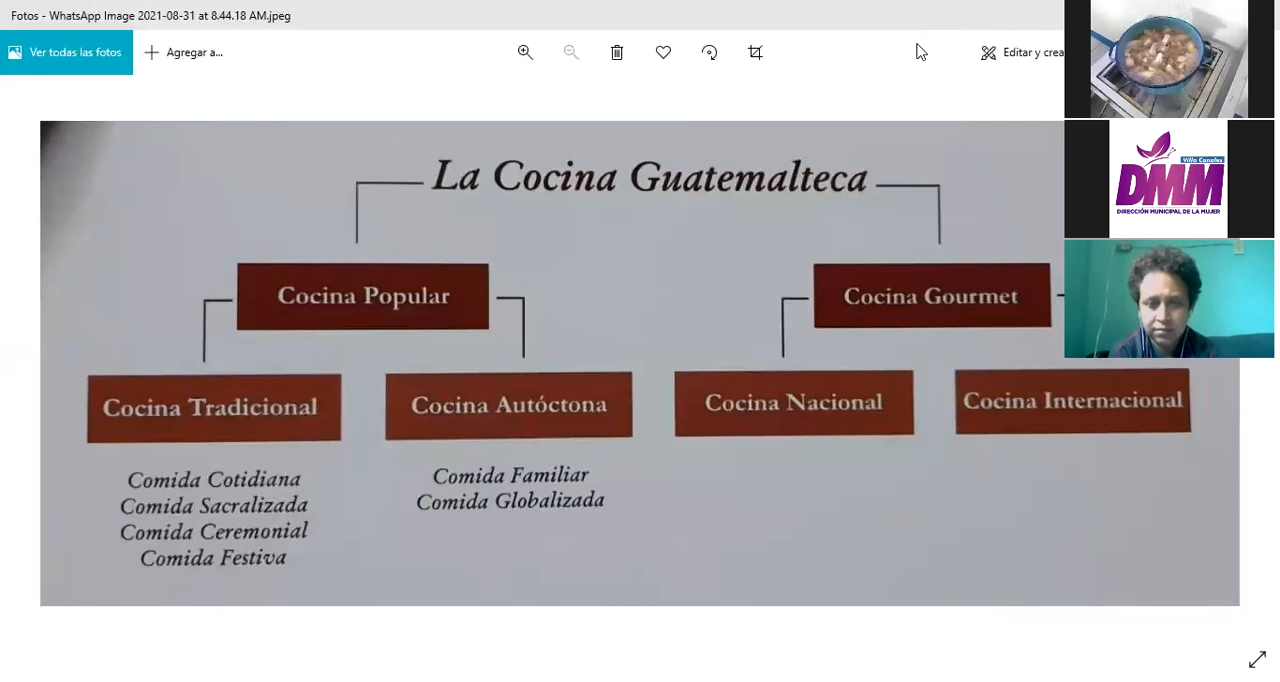 Fotos - WhatsApp Image 2021-08-31 at 8.44.18 AM.jpeg
Ver todas las fotos
Agregar a...
Editar y crea
La Cocina Guatemalteca
Cocina Popular
Cocina Gourmet
Cocina Tradicional
Cocina Autóctona
Cocina Nacional
Cocina Internacional
Comida Cotidiana
Comida Sacralizada
Comida Ceremonial
Comida Festiva
Comida Familiar
Comida Globalizada
Villa Canales
DMM
DIRECCIÓN MUNICIPAL DE LA MUJER